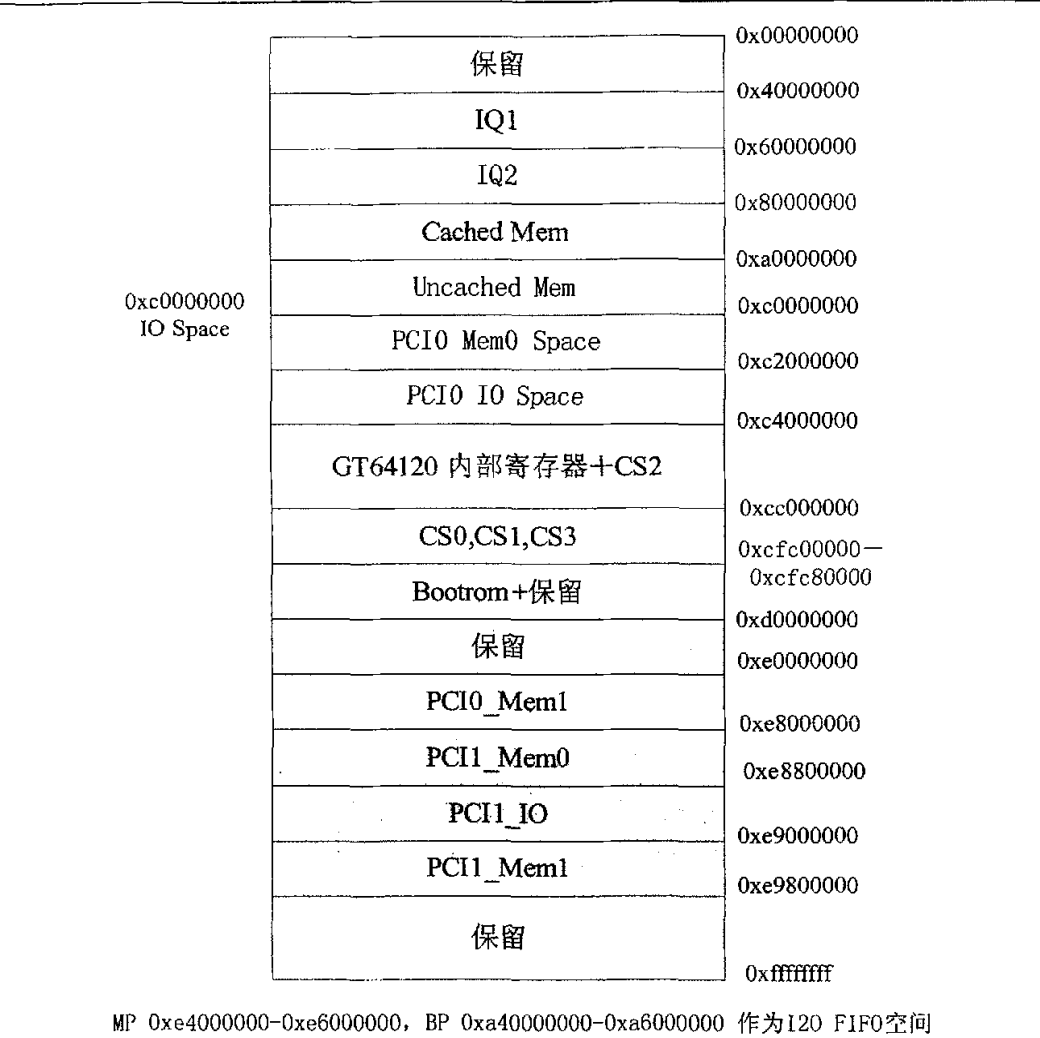 0x00000000
保留
0x40000000
IQ1
0x60000000
IQ2
0x80000000
Cached Mem
0xa0000000
Uncached Mem
0xc0000000
IO Space
0xc0000000
PCI0 Mem0 Space
0xc2000000
PCI0 IO Space
0xc4000000
GT64120 内部寄存器+CS2
0xcc000000
CS0,CS1,CS3
0xcfc00000—
0xcfc80000
Bootrom+保留
0xd0000000
保留
0xe0000000
PCI0_Mem1
0xe8000000
PCI1_Mem0
0xe8800000
PCI1_IO
0xe9000000
PCI1_Mem1
0xe9800000
保留
0xffffffff
MP 0xe4000000-0xe6000000, BP 0xa40000000-0xa6000000 作为I2O FIFO空间